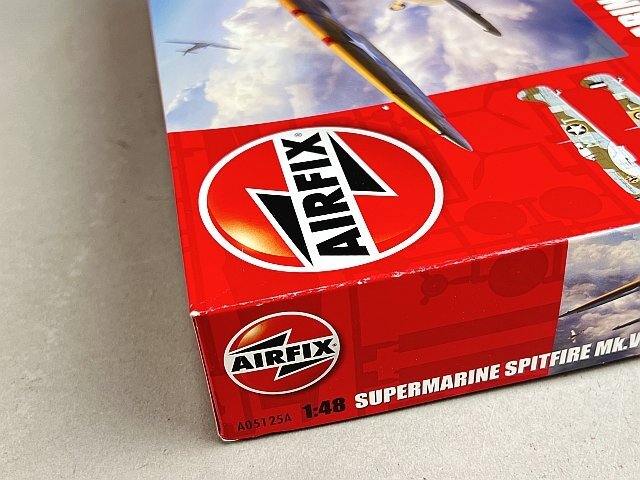 AIRFIX®
AIRFIX®
A05125A 1:48 SUPERMARINE SPITFIRE MK.V